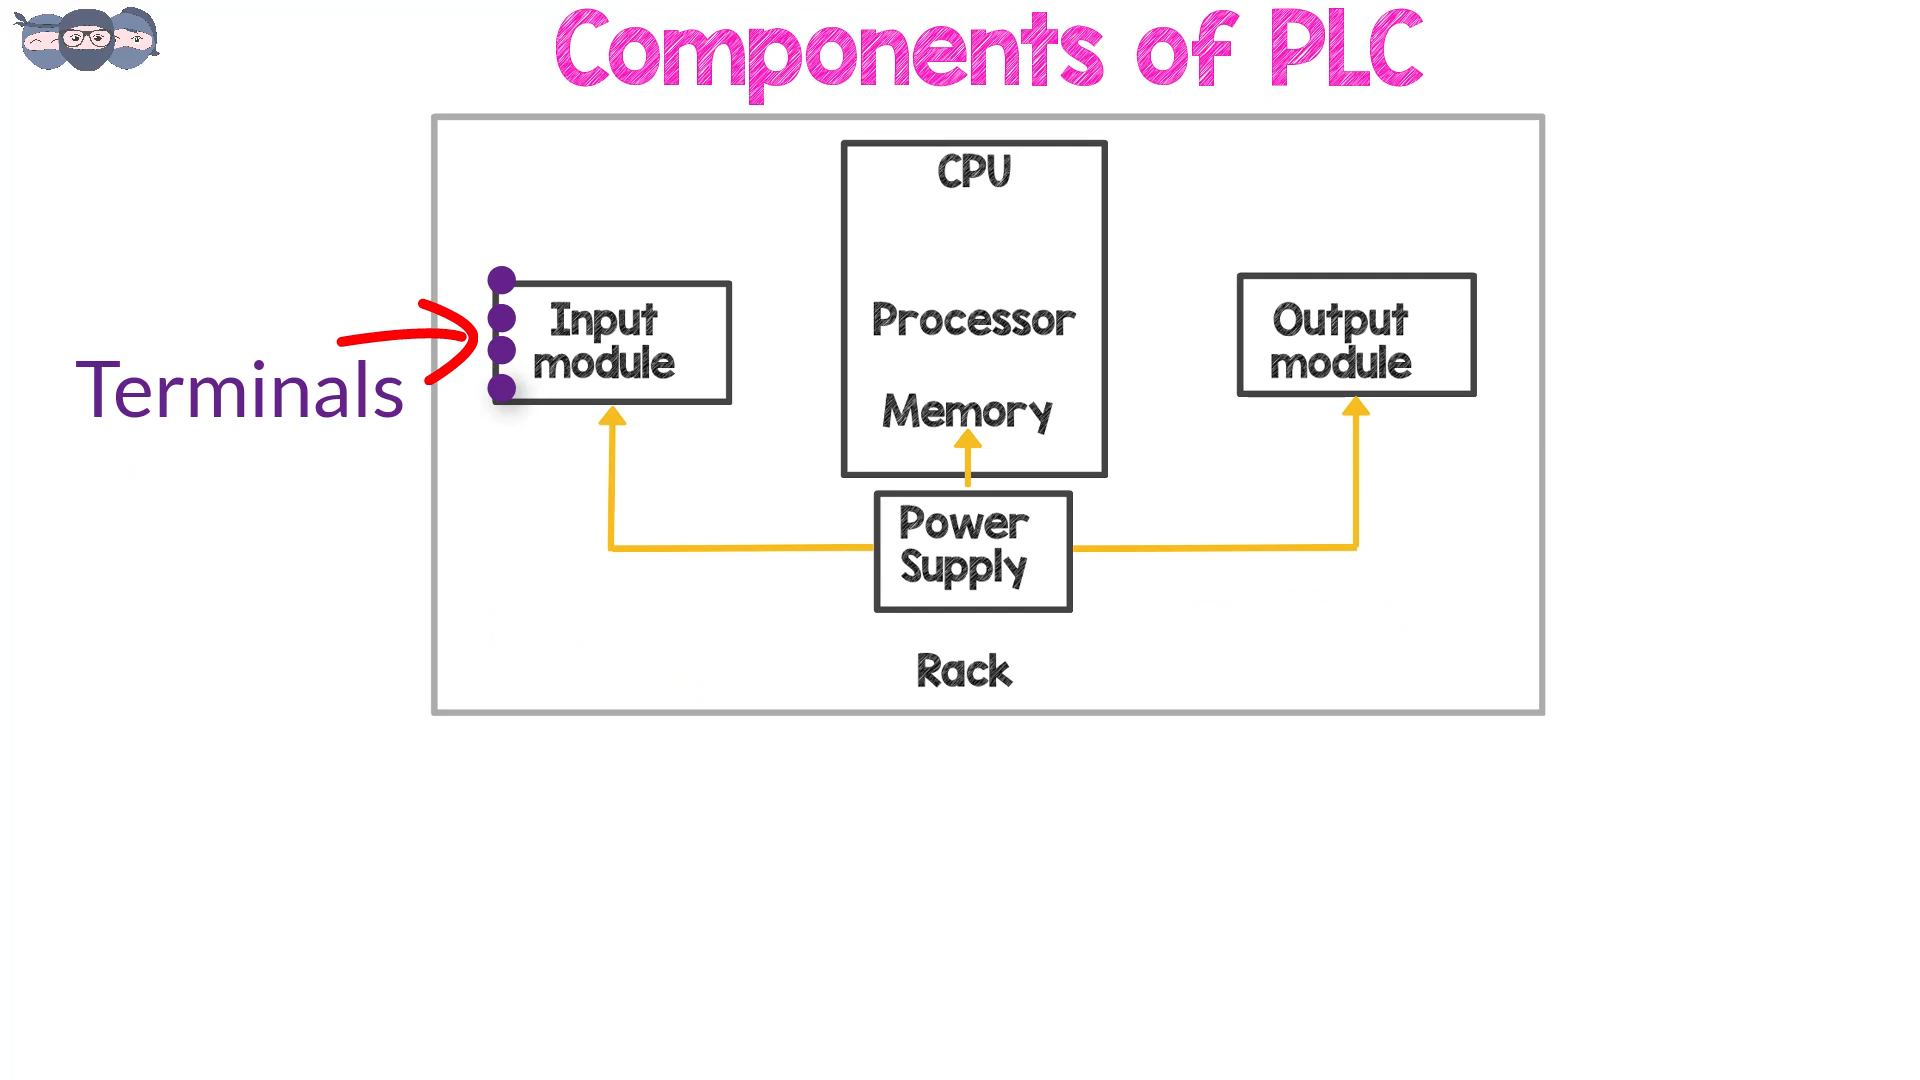 Components of PLC
CPU
Input
module
Processor
Output
module
Terminals
Memory
Power
Supply
Rack